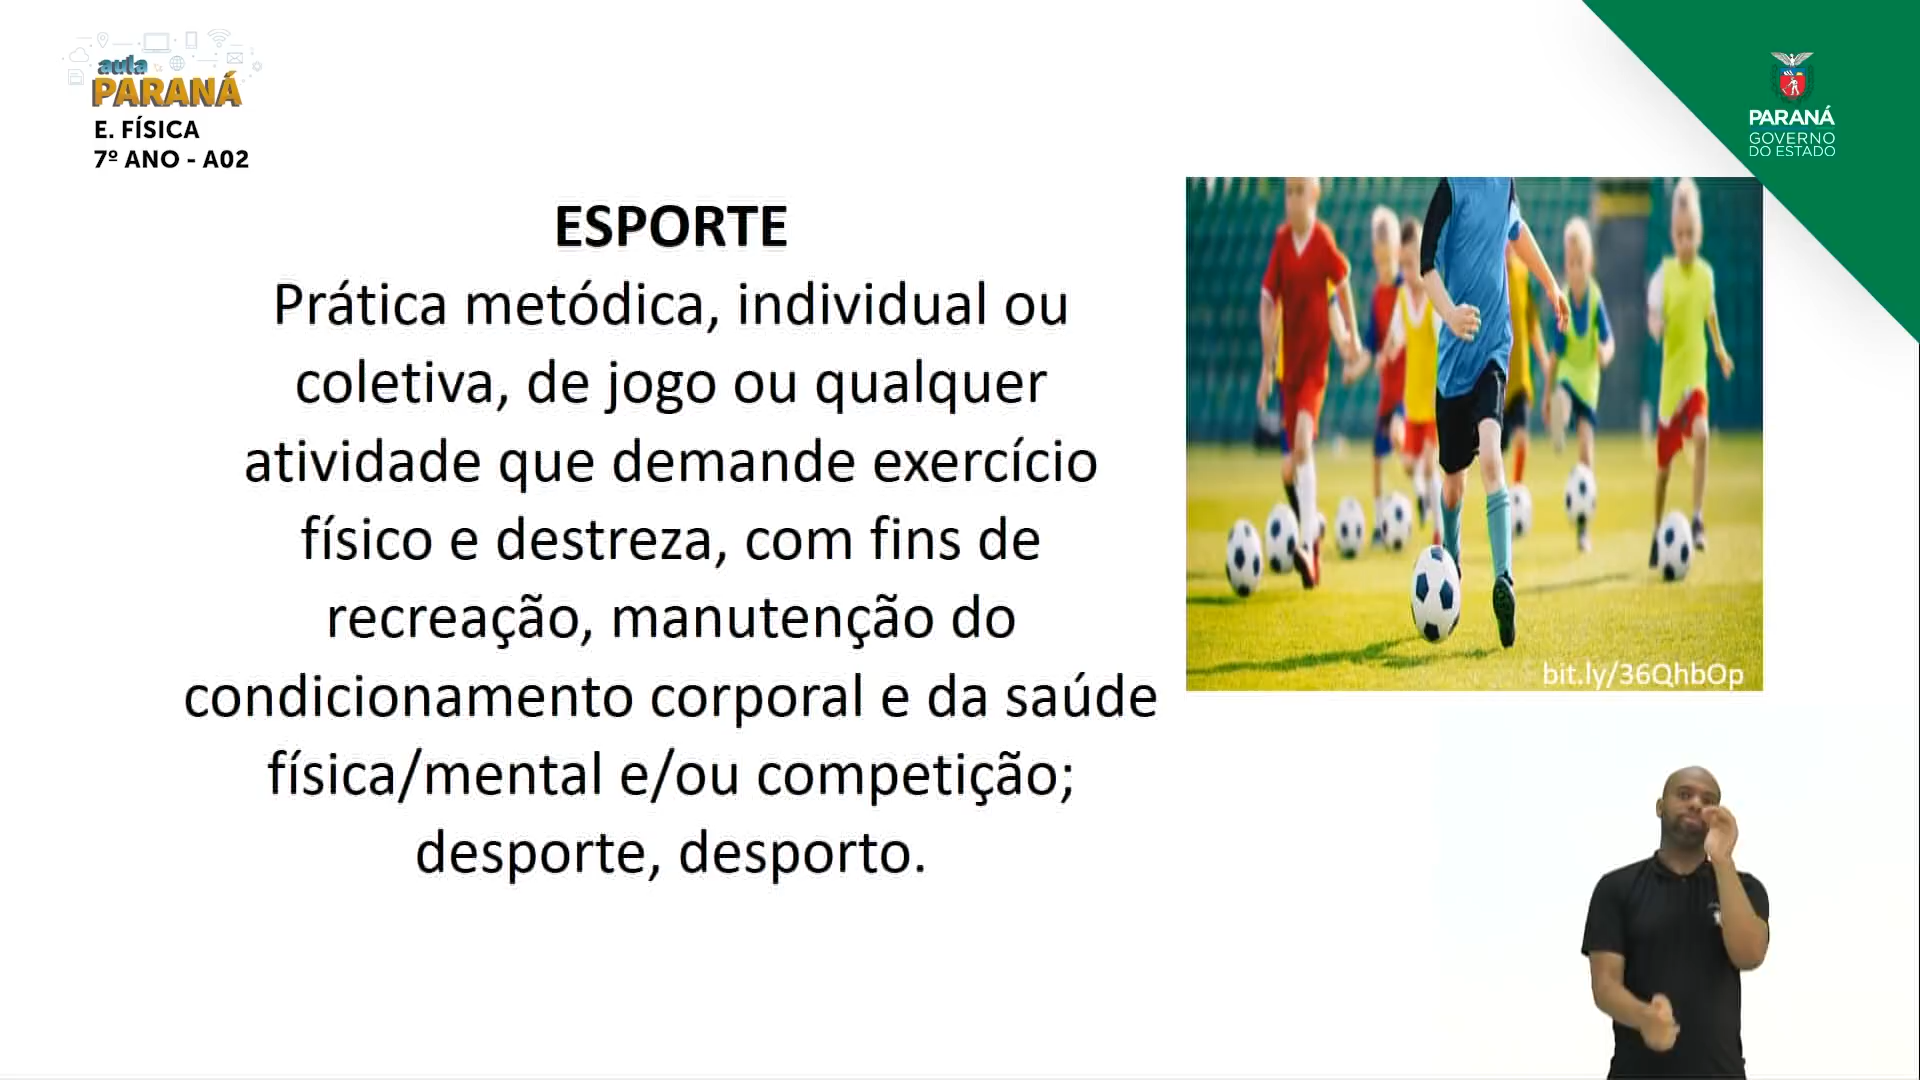 aula
PARANÁ
E. FÍSICA
7º ANO - A02
PARANÁ
GOVERNO
DO ESTADO
ESPORTE
Prática metódica, individual ou
coletiva, de jogo ou qualquer
atividade que demande exercício
físico e destreza, com fins de
recreação, manutenção do
condicionamento corporal e da saúde
física/mental e/ou competição;
desporte, desporto.
bit.ly/36QhbOp